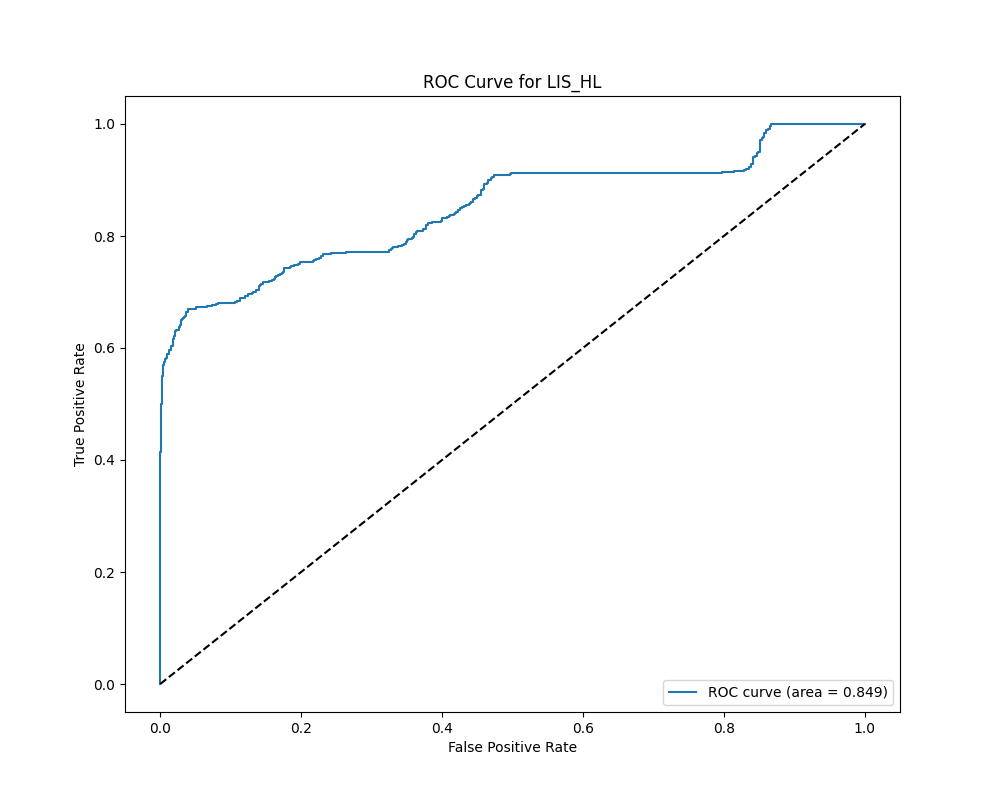 ROC Curve for LIS_HL
True Positive Rate
1.0
0.8
0.6
0.4
0.2
0.0
ROC curve (area = 0.849)
0.0 0.2 0.4 0.6 0.8 1.0
False Positive Rate